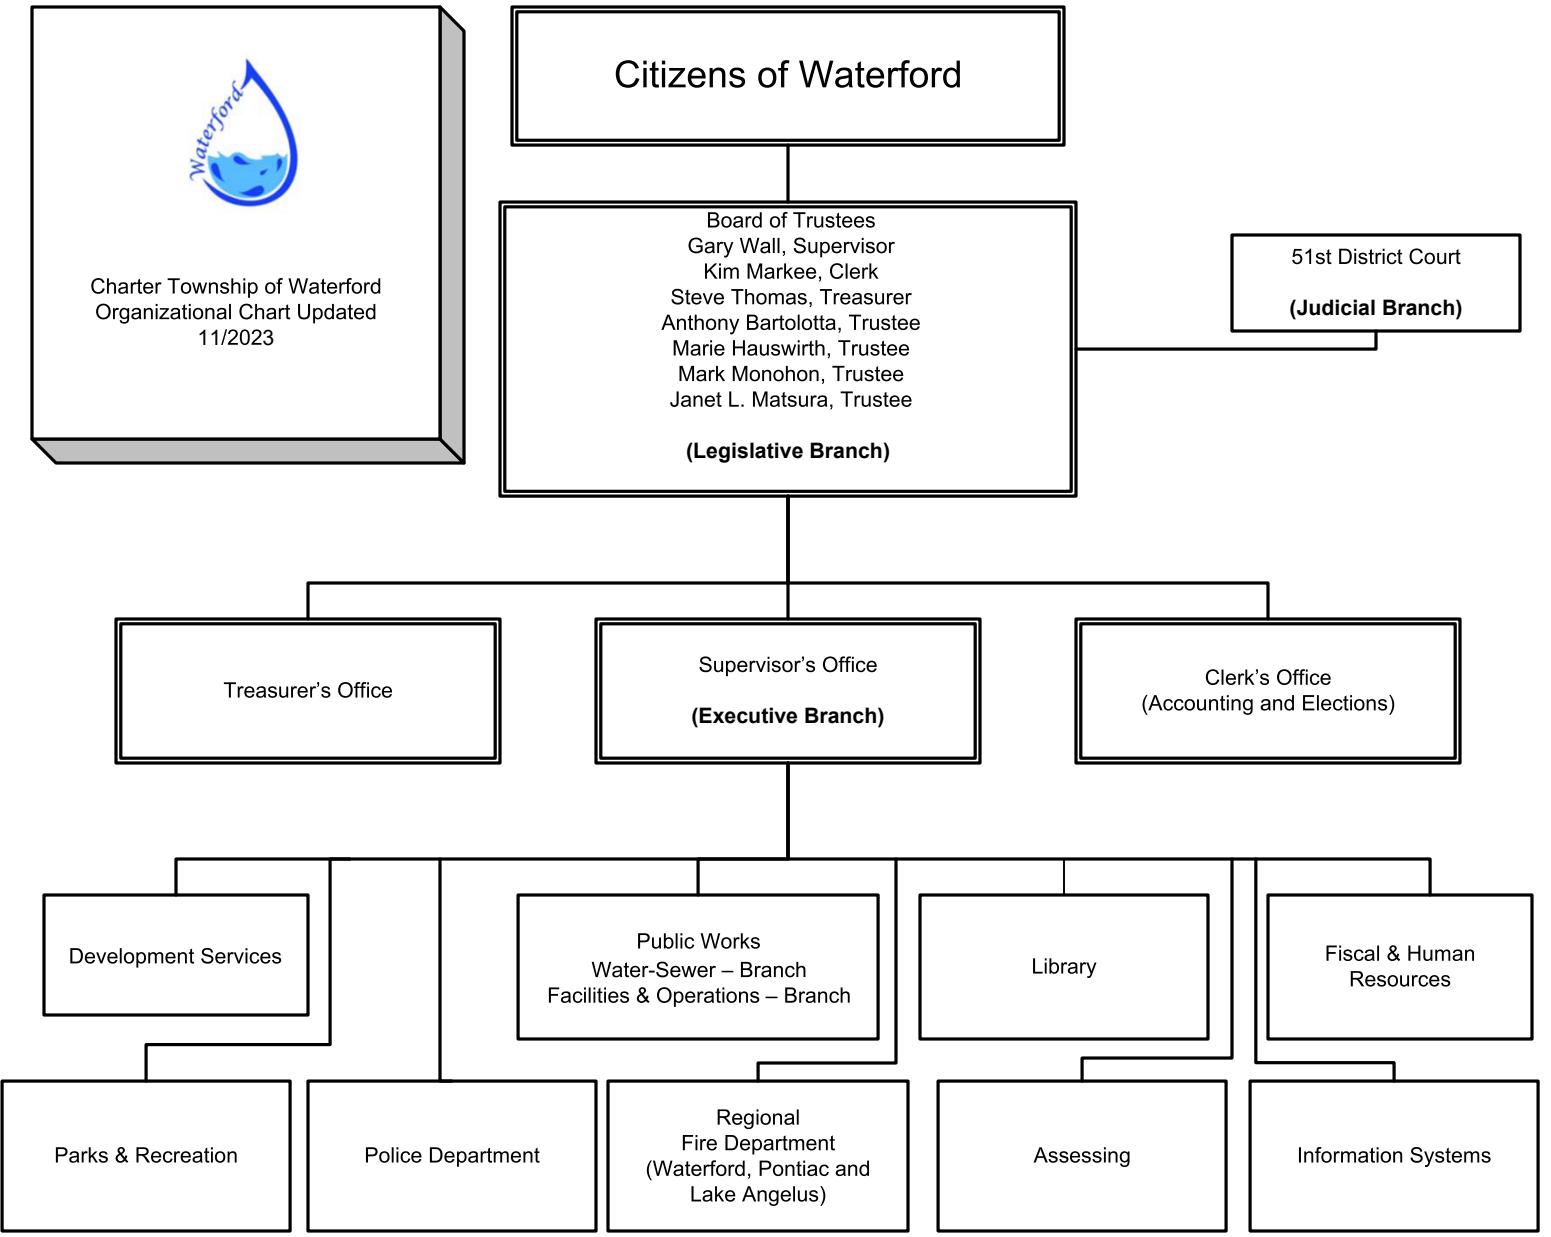 Waterford
Charter Township of Waterford
Organizational Chart Updated
11/2023
Citizens of Waterford
Board of Trustees
Gary Wall, Supervisor
Kim Markee, Clerk
Steve Thomas, Treasurer
Anthony Bartolotta, Trustee
Marie Hauswirth, Trustee
Mark Monohon, Trustee
Janet L. Matsura, Trustee
(Legislative Branch)
51st District Court
(Judicial Branch)
Treasurer’s Office
Supervisor’s Office
(Executive Branch)
Clerk’s Office
(Accounting and Elections)
Development Services
Public Works
Water-Sewer – Branch
Facilities & Operations – Branch
Library
Fiscal & Human
Resources
Parks & Recreation
Police Department
Regional
Fire Department
(Waterford, Pontiac and
Lake Angelus)
Assessing
Information Systems